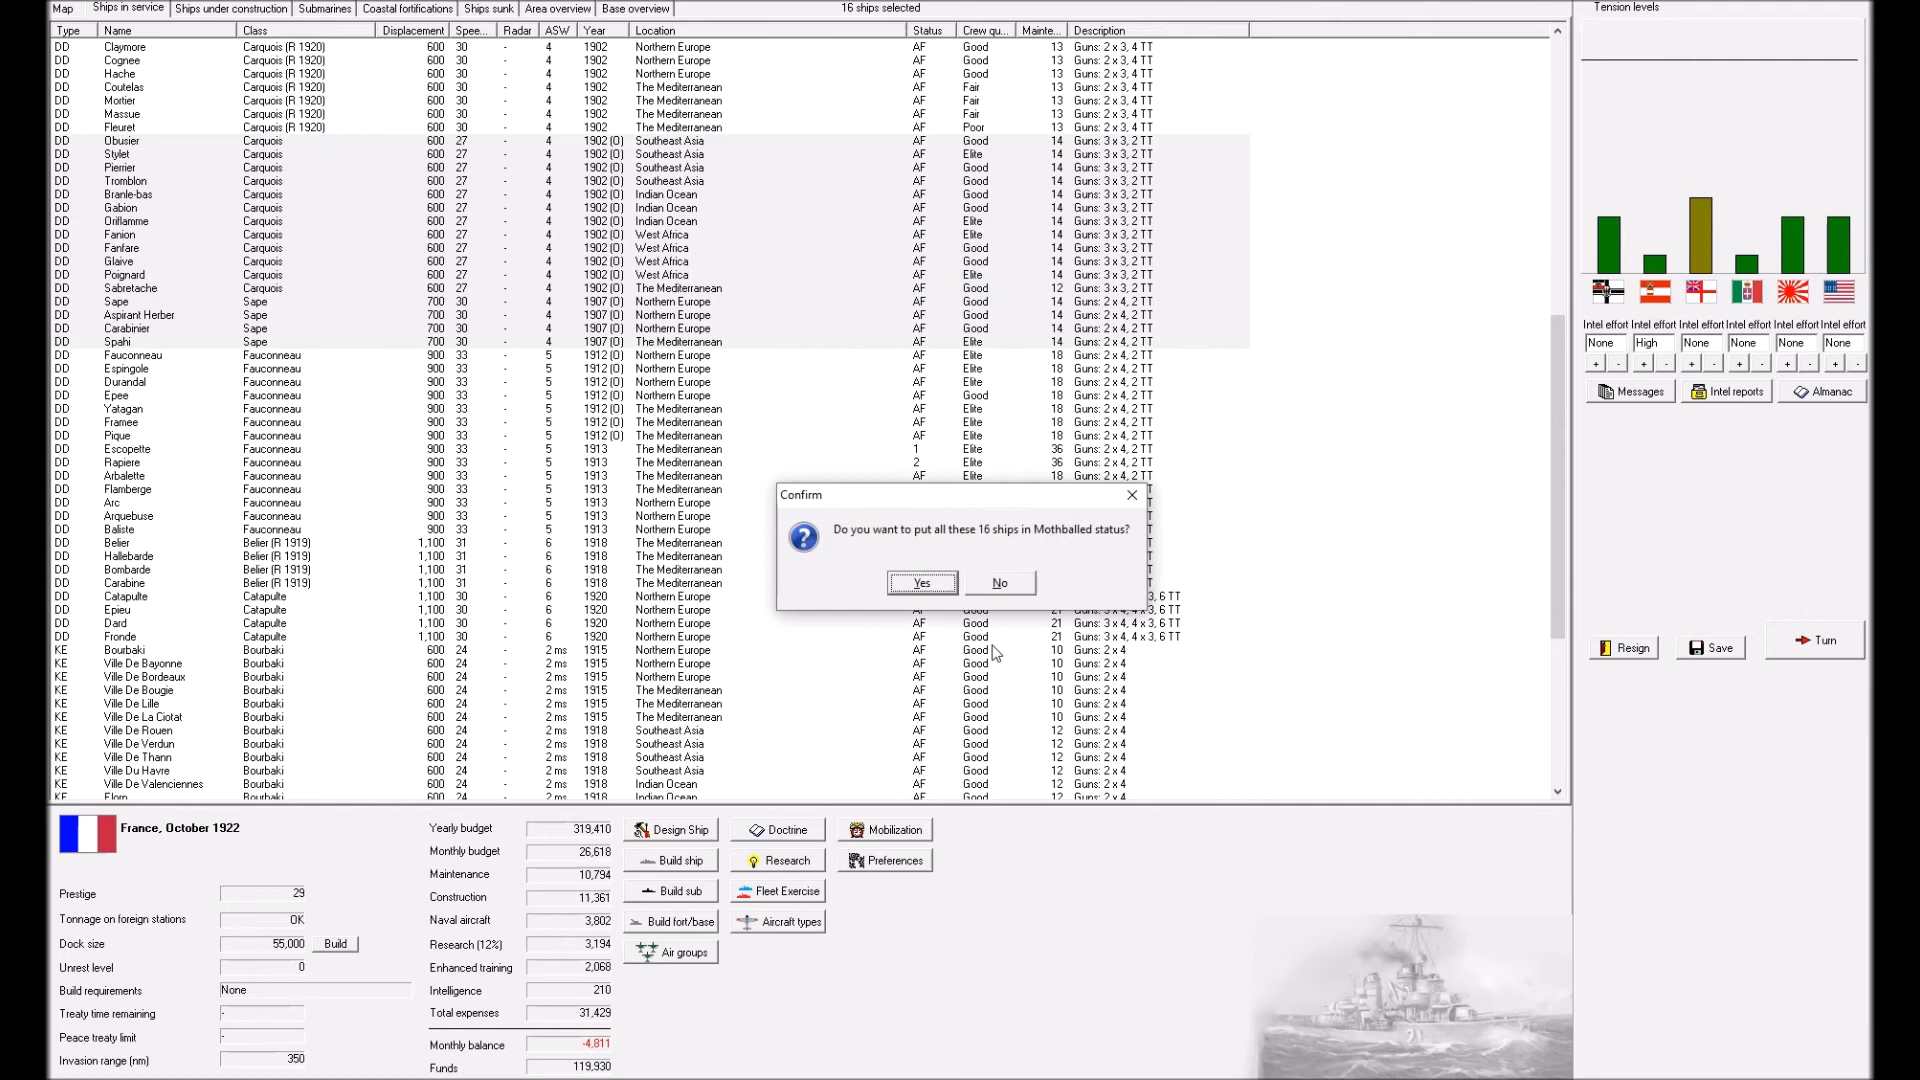 Map Ships in service Ships under construction Submarines Coastal fortifications Ships sunk Area overview Base overview 16 ships selected Tension levels
Type Name Class Displacement Spee... Radar ASW Year Location Status Crew qu... Mainte... Description
DD Claymore Carquois (R 1920) 600 30 - 4 1902 Northern Europe AF Good 13 Guns: 2 x 3, 4 TT
DD Cognee Carquois (R 1920) 600 30 - 4 1902 Northern Europe AF Good 13 Guns: 2 x 3, 4 TT
DD Hache Carquois (R 1920) 600 30 - 4 1902 Northern Europe AF Good 13 Guns: 2 x 3, 4 TT
DD Coutelas Carquois (R 1920) 600 30 - 4 1902 The Mediterranean AF Fair 13 Guns: 2 x 3, 4 TT
DD Mortier Carquois (R 1920) 600 30 - 4 1902 The Mediterranean AF Fair 13 Guns: 2 x 3, 4 TT
DD Massue Carquois (R 1920) 600 30 - 4 1902 The Mediterranean AF Fair 13 Guns: 2 x 3, 4 TT
DD Fleuret Carquois (R 1920) 600 30 - 4 1902 The Mediterranean AF Poor 13 Guns: 2 x 3, 4 TT
DD Obusier Carquois 600 27 - 4 1902 (O) Southeast Asia AF Good 14 Guns: 3 x 3, 2 TT
DD Stylet Carquois 600 27 - 4 1902 (O) Southeast Asia AF Elite 14 Guns: 3 x 3, 2 TT
DD Pierrier Carquois 600 27 - 4 1902 (O) Southeast Asia AF Good 14 Guns: 3 x 3, 2 TT
DD Tromblon Carquois 600 27 - 4 1902 (O) Southeast Asia AF Good 14 Guns: 3 x 3, 2 TT
DD Branle-bas Carquois 600 27 - 4 1902 (O) Indian Ocean AF Good 14 Guns: 3 x 3, 2 TT
DD Gabion Carquois 600 27 - 4 1902 (O) Indian Ocean AF Good 14 Guns: 3 x 3, 2 TT
DD Oriflamme Carquois 600 27 - 4 1902 (O) Indian Ocean AF Elite 14 Guns: 3 x 3, 2 TT
DD Fanion Carquois 600 27 - 4 1902 (O) West Africa AF Elite 14 Guns: 3 x 3, 2 TT
DD Fanfare Carquois 600 27 - 4 1902 (O) West Africa AF Good 14 Guns: 3 x 3, 2 TT
DD Glaive Carquois 600 27 - 4 1902 (O) West Africa AF Good 14 Guns: 3 x 3, 2 TT
DD Poignard Carquois 600 27 - 4 1902 (O) West Africa AF Elite 14 Guns: 3 x 3, 2 TT
DD Sabretache Carquois 600 27 - 4 1902 (O) The Mediterranean AF Good 12 Guns: 3 x 3, 2 TT
DD Sape Sape 700 30 - 4 1907 (O) Northern Europe AF Good 14 Guns: 2 x 4, 2 TT
DD Aspirant Herber Sape 700 30 - 4 1907 (O) Northern Europe AF Good 14 Guns: 2 x 4, 2 TT
DD Carabinier Sape 700 30 - 4 1907 (O) Northern Europe AF Good 14 Guns: 2 x 4, 2 TT
DD Spahi Sape 700 30 - 4 1907 (O) The Mediterranean AF Elite 14 Guns: 2 x 4, 2 TT
DD Fauconneau Fauconneau 900 33 - 5 1912 (O) Northern Europe AF Elite 18 Guns: 2 x 4, 2 TT
DD Espingole Fauconneau 900 33 - 5 1912 (O) Northern Europe AF Elite 18 Guns: 2 x 4, 2 TT
DD Durandal Fauconneau 900 33 - 5 1912 (O) Northern Europe AF Elite 18 Guns: 2 x 4, 2 TT
DD Epee Fauconneau 900 33 - 5 1912 (O) Northern Europe AF Good 18 Guns: 2 x 4, 2 TT
DD Yatagan Fauconneau 900 33 - 5 1912 (O) The Mediterranean AF Elite 18 Guns: 2 x 4, 2 TT
DD Framee Fauconneau 900 33 - 5 1912 (O) The Mediterranean AF Elite 18 Guns: 2 x 4, 2 TT
DD Pique Fauconneau 900 33 - 5 1912 (O) The Mediterranean AF Elite 18 Guns: 2 x 4, 2 TT
DD Escopette Fauconneau 900 33 - 5 1913 The Mediterranean 1 Elite 36 Guns: 2 x 4, 2 TT
DD Rapiere Fauconneau 900 33 - 5 1913 The Mediterranean 2 Elite 36 Guns: 2 x 4, 2 TT
DD Arbalette Fauconneau 900 33 - 5 1913 The Mediterranean AF Elite 18 Guns: 2 x 4, 2 TT
DD Flamberge Fauconneau 900 33 - 5 1913 The Mediterranean
DD Arc Fauconneau 900 33 - 5 1913 Northern Europe
DD Arquebuse Fauconneau 900 33 - 5 1913 Northern Europe
DD Baliste Fauconneau 900 33 - 5 1913 Northern Europe
DD Belier Belier (R 1919) 1,100 31 - 6 1918 The Mediterranean
DD Hallebarde Belier (R 1919) 1,100 31 - 6 1918 The Mediterranean
DD Bombarde Belier (R 1919) 1,100 31 - 6 1918 The Mediterranean
DD Carabine Belier (R 1919) 1,100 31 - 6 1918 The Mediterranean
DD Catapulte Catapulte 1,100 30 - 6 1920 Northern Europe 3, 6 TT
DD Epieu Catapulte 1,100 30 - 6 1920 Northern Europe AF Good 21 Guns: 3 x 4, 4 x 3, 6 TT
DD Dard Catapulte 1,100 30 - 6 1920 Northern Europe AF Good 21 Guns: 3 x 4, 4 x 3, 6 TT
DD Fronde Catapulte 1,100 30 - 6 1920 Northern Europe AF Good 21 Guns: 3 x 4, 4 x 3, 6 TT
KE Bourbaki Bourbaki 600 24 - 2 ms 1915 Northern Europe AF Good 10 Guns: 2 x 4
KE Ville De Bayonne Bourbaki 600 24 - 2 ms 1915 Northern Europe AF Good 10 Guns: 2 x 4
KE Ville De Bordeaux Bourbaki 600 24 - 2 ms 1915 Northern Europe AF Good 10 Guns: 2 x 4
KE Ville De Bougie Bourbaki 600 24 - 2 ms 1915 The Mediterranean AF Good 10 Guns: 2 x 4
KE Ville De Lille Bourbaki 600 24 - 2 ms 1915 The Mediterranean AF Good 10 Guns: 2 x 4
KE Ville De La Ciotat Bourbaki 600 24 - 2 ms 1915 The Mediterranean AF Good 10 Guns: 2 x 4
KE Ville De Rouen Bourbaki 600 24 - 2 ms 1918 Southeast Asia AF Good 12 Guns: 2 x 4
KE Ville De Verdun Bourbaki 600 24 - 2 ms 1918 Southeast Asia AF Good 12 Guns: 2 x 4
KE Ville De Thann Bourbaki 600 24 - 2 ms 1918 Southeast Asia AF Good 12 Guns: 2 x 4
KE Ville Du Havre Bourbaki 600 24 - 2 ms 1918 Southeast Asia AF Good 12 Guns: 2 x 4
KE Ville De Valenciennes Bourbaki 600 24 - 2 ms 1918 Indian Ocean AF Good 12 Guns: 2 x 4
KE Elorn Bourbaki 600 24 - 2 ms 1918 Indian Ocean AF Good 12 Guns: 2 x 4
Confirm
Do you want to put all these 16 ships in Mothballed status?
Yes No
Intel effort Intel effort Intel effort Intel effort Intel effort Intel effort
None High None None None None
+ - + - + - + - + - + -
Messages Intel reports Almanac
Resign Save Turn
France, October 1922
Prestige 29
Tonnage on foreign stations OK
Dock size 55,000 Build
Unrest level 0
Build requirements None
Treaty time remaining -
Peace treaty limit -
Invasion range (nm) 350
Yearly budget 319,410
Monthly budget 26,618
Maintenance 10,794
Construction 11,361
Naval aircraft 3,802
Research (12%) 3,194
Enhanced training 2,068
Intelligence 210
Total expenses 31,429
Monthly balance -4,811
Funds 119,930
Design Ship Doctrine Mobilization
Build ship Research Preferences
Build sub Fleet Exercise
Build fort/base Aircraft types
Air groups